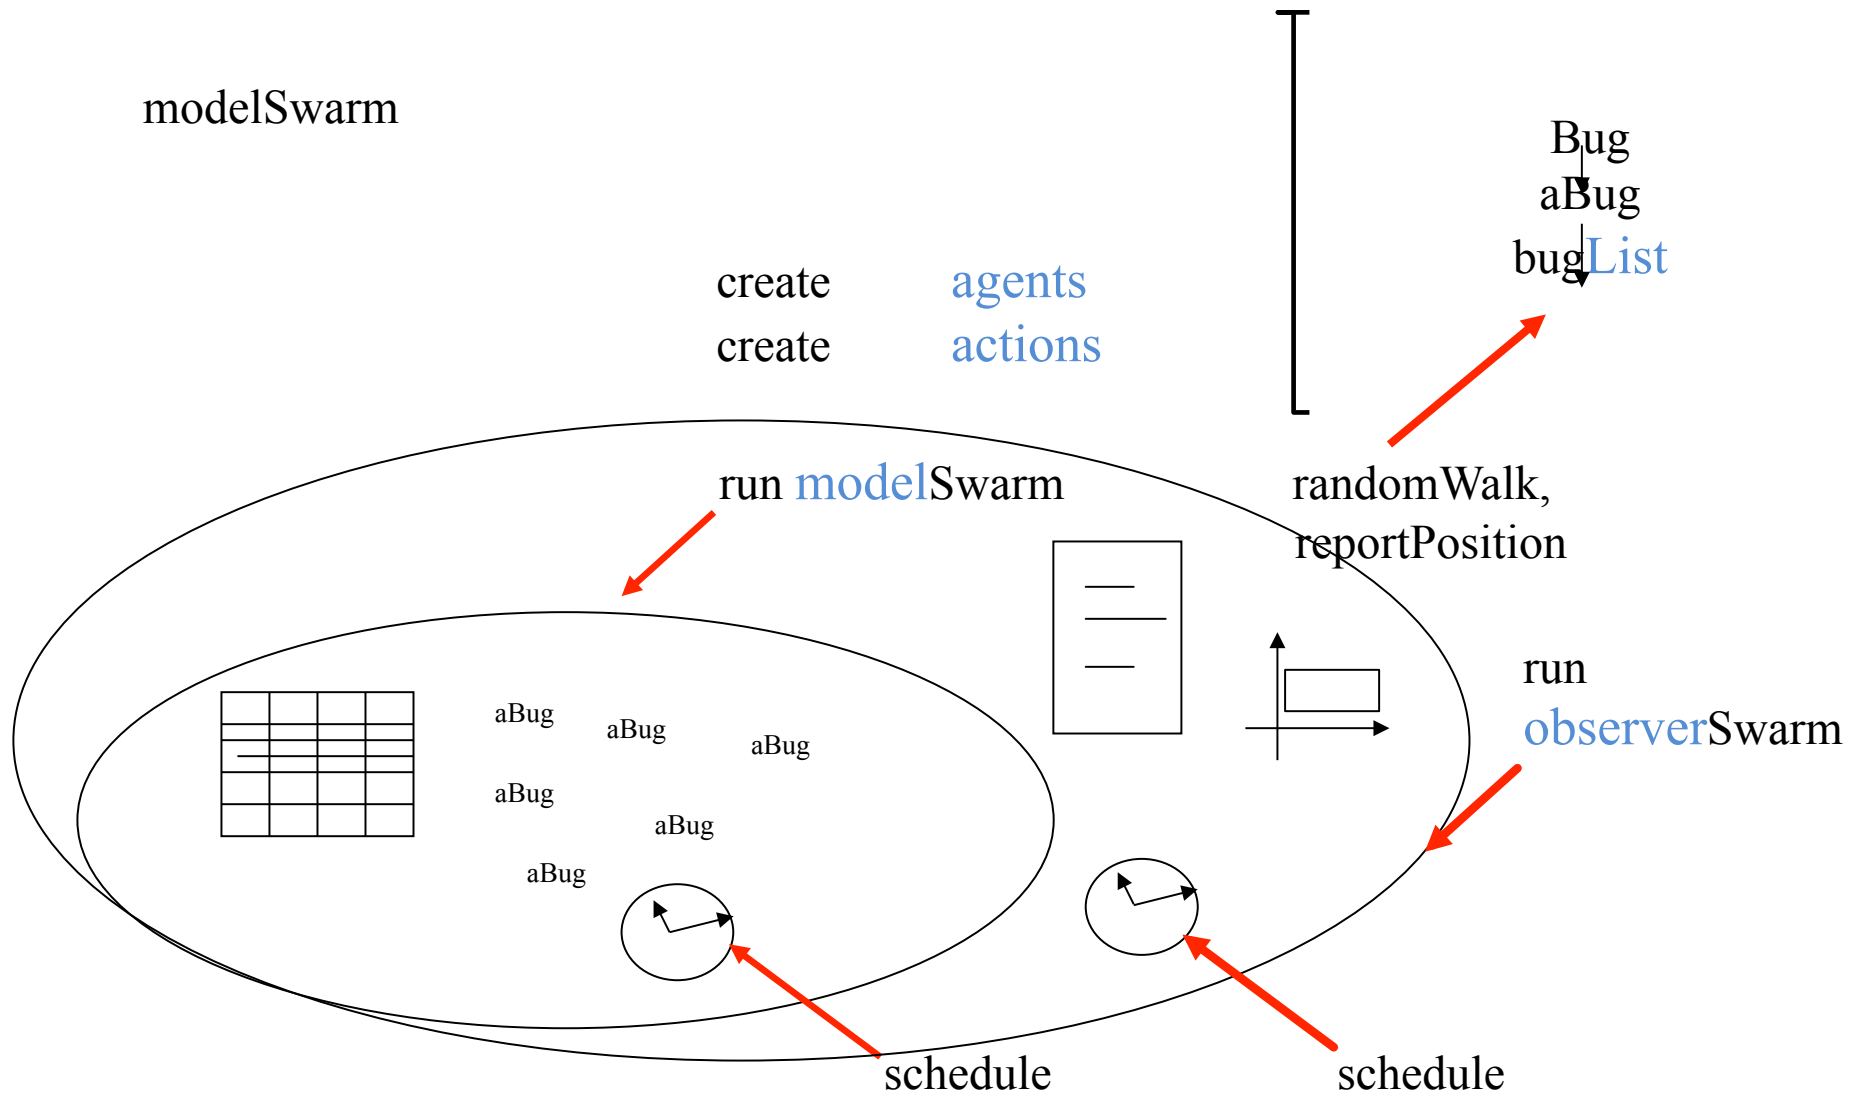 modelSwarm
Bug
aBug
bugList
create agents
create actions
run modelSwarm
randomWalk,
reportPosition
run
observerSwarm
aBug
aBug
aBug
aBug
aBug
aBug
schedule
schedule